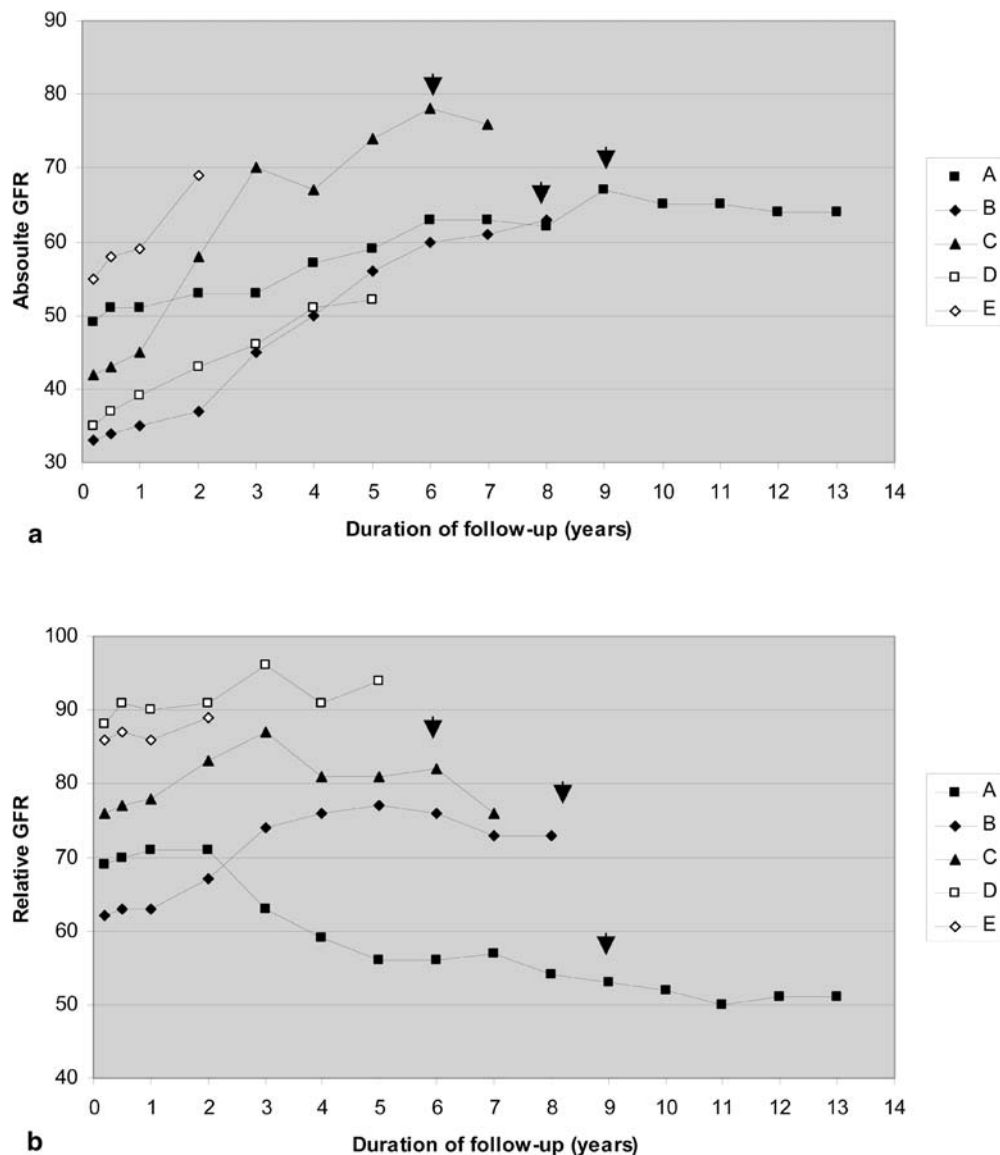 90
80
70
60
50
40
30
Absoulte GFR
0 1 2 3 4 5 6 7 8 9 10 11 12 13 14
Duration of follow-up (years)
A
B
C
D
E
a
100
90
80
70
60
50
40
Relative GFR
0 1 2 3 4 5 6 7 8 9 10 11 12 13 14
Duration of follow-up (years)
A
B
C
D
E
b